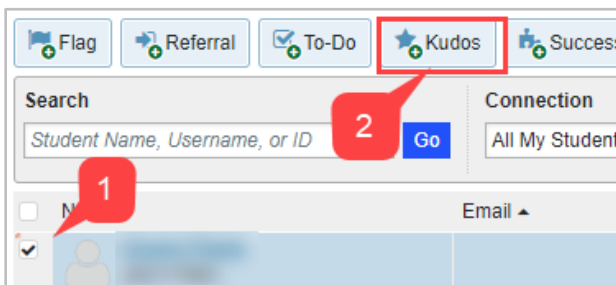 Flag Referral To-Do Kudos Success
Search Connection
Student Name, Username, or ID 2 Go All My Student
1
Email